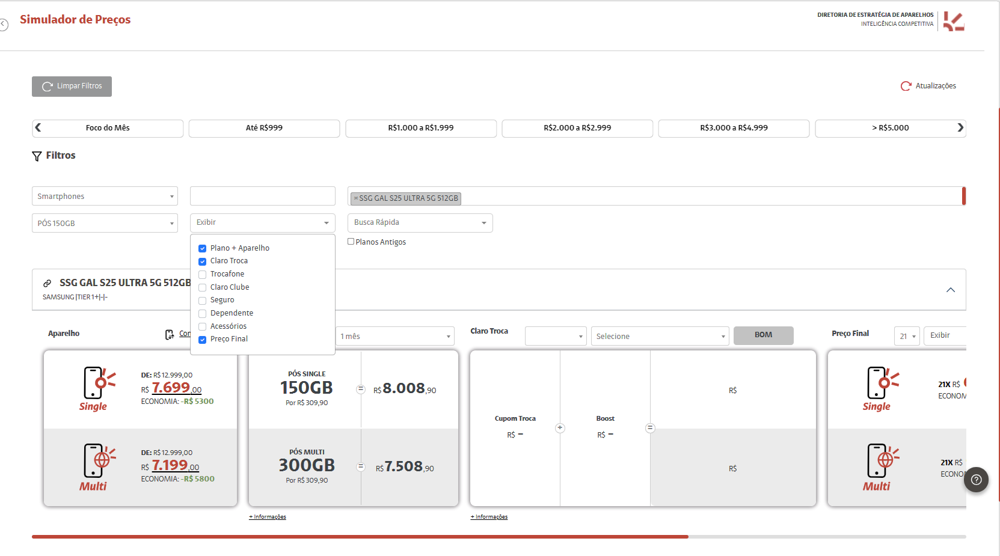 Simulador de Preços
DIRETORIA DE ESTRATÉGIA DE APARELHOS
INTELIGÊNCIA COMPETITIVA
Limpar Filtros
Atualizações
Foco do Mês
Até R$999
R$1.000 a R$1.999
R$2.000 a R$2.999
R$3.000 a R$4.999
> R$5.000
Filtros
Smartphones
×SSG GAL S25 ULTRA 5G 512GB
PÓS 150GB
Exibir
Busca Rápida
Planos Antigos
Plano + Aparelho
Claro Troca
Trocafone
Claro Clube
Seguro
Dependente
Acessórios
Preço Final
SSG GAL S25 ULTRA 5G 512GB
SAMSUNG |TIER 1+|-|-
Aparelho
Con
1 mês
Claro Troca
Selecione
BOM
Preço Final
21
Exibir
Single
DE: R$ 12.999,00
R$ 7.699,00
ECONOMIA: -R$ 5300
PÓS SINGLE
150GB
Por R$ 309,90
=
R$ 8.008,90
Multi
DE: R$ 12.999,00
R$ 7.199,00
ECONOMIA: -R$ 5800
PÓS MULTI
300GB
Por R$ 309,90
=
R$ 7.508,90
Cupom Troca
R$ –
+
Boost
R$ –
=
R$
R$
Single
21X R$
ECONOM
Multi
21X R$
ECONO
+ Informações
+ Informações